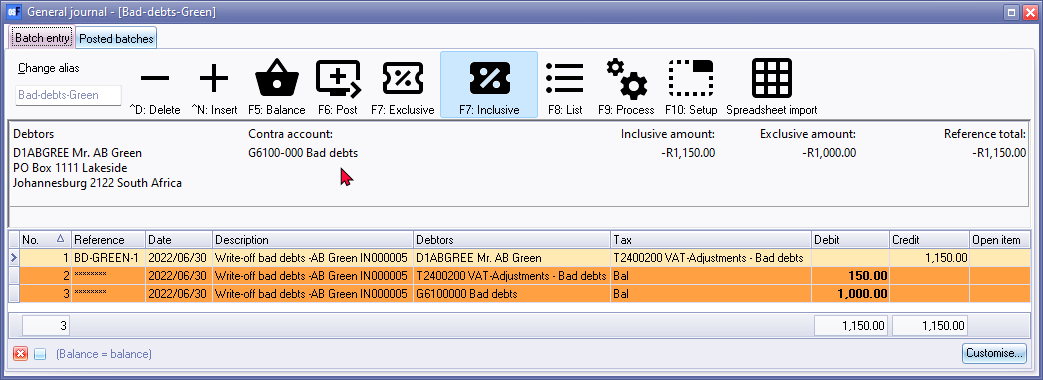 General journal - [Bad-debts-Green]
Batch entry Posted batches
Change alias
Bad-debts-Green
^D: Delete ^N: Insert F5: Balance F6: Post F7: Exclusive F7: Inclusive F8: List F9: Process F10: Setup Spreadsheet import
Debtors Contra account: Inclusive amount: Exclusive amount: Reference total:
D1ABGREE Mr. AB Green G6100-000 Bad debts -R1,150.00 -R1,000.00 -R1,150.00
PO Box 1111 Lakeside
Johannesburg 2122 South Africa
No. Reference Date Description Debtors Tax Debit Credit Open item
1 BD-GREEN-1 2022/06/30 Write-off bad debts -AB Green IN000005 D1ABGREE Mr. AB Green T2400200 VAT-Adjustments - Bad debts 1,150.00
2 ******** 2022/06/30 Write-off bad debts -AB Green IN000005 T2400200 VAT-Adjustments - Bad debts Bal 150.00
3 ******** 2022/06/30 Write-off bad debts -AB Green IN000005 G6100000 Bad debts Bal 1,000.00
3 1,150.00 1,150.00
(Balance = balance) Customise...